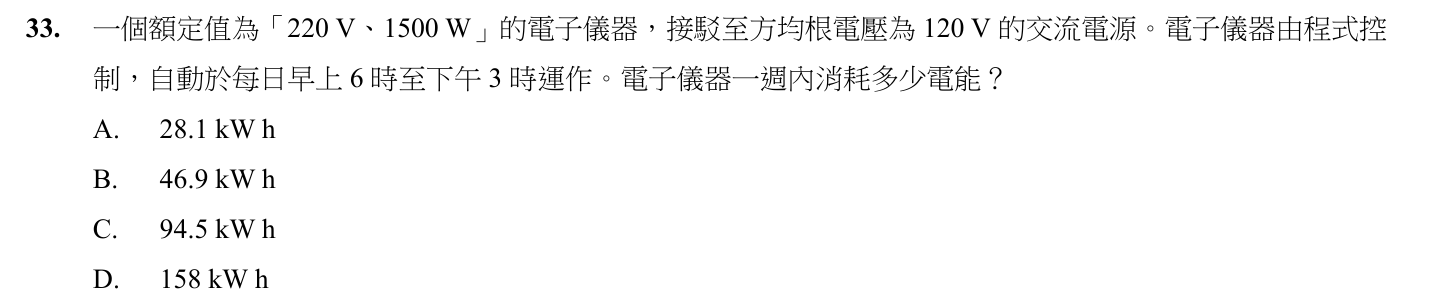 33. 一個額定值為「220 V、1500 W」的電子儀器，接駁至方均根電壓為 120 V 的交流電源。電子儀器由程式控
制，自動於每日早上 6 時至下午 3 時運作。電子儀器一週內消耗多少電能？
A. 28.1 kW h
B. 46.9 kW h
C. 94.5 kW h
D. 158 kW h